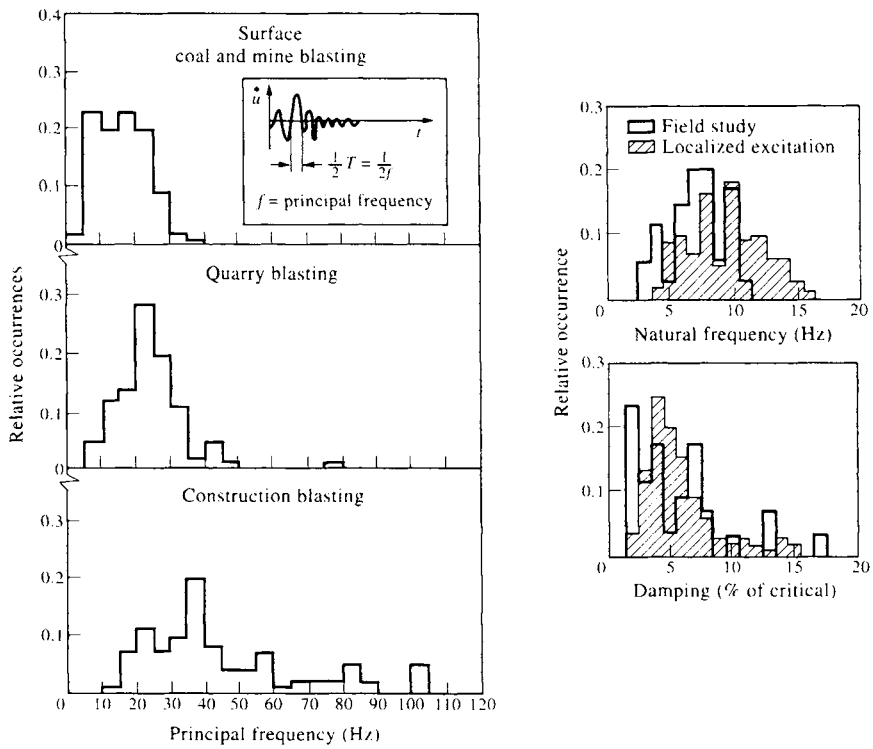 Surface
coal and mine blasting
0.4
0.3
0.2
0.1
0
u̇
t
½ T = 1/2f
f = principal frequency
Quarry blasting
0.3
0.2
0.1
0
Construction blasting
0.3
0.2
0.1
0 10 20 30 40 50 60 70 80 90 100 110 120
Principal frequency (Hz)
Relative occurrences
0.3
0.2
0.1
Field study
Localized excitation
0 5 10 15 20
Natural frequency (Hz)
Relative occurrence
0.3
0.2
0.1
0 5 10 15 20
Damping (% of critical)